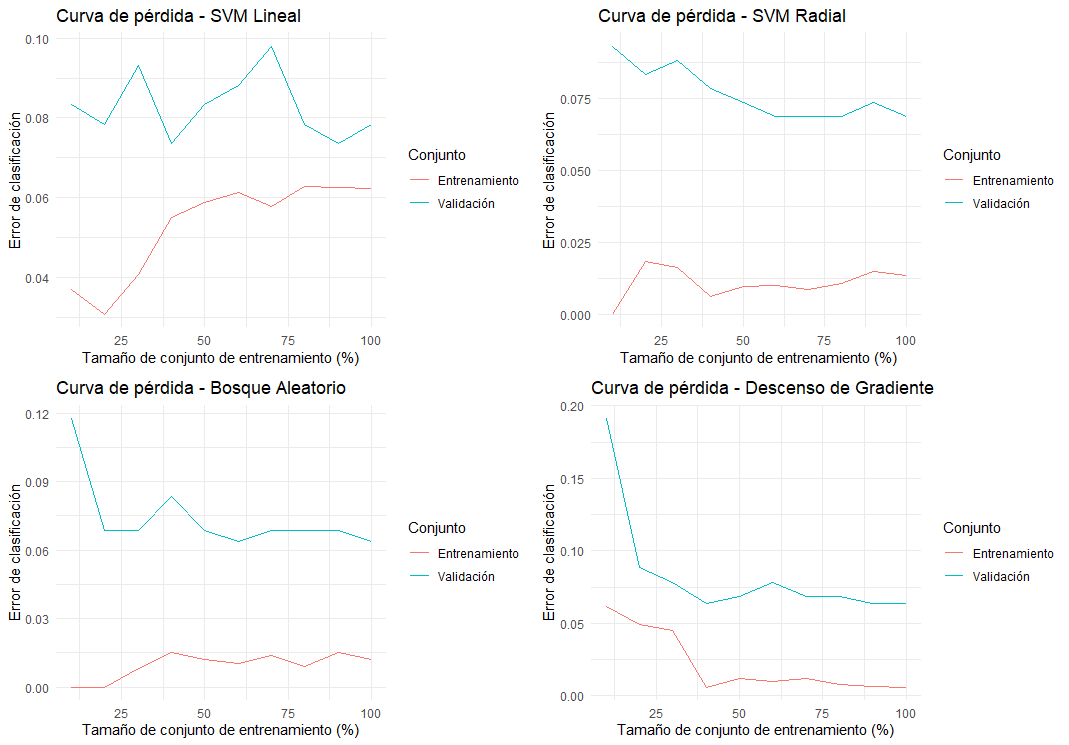 Curva de pérdida - SVM Lineal
Error de clasificación
0.10
0.08
0.06
0.04
25 50 75 100
Tamaño de conjunto de entrenamiento (%)
Conjunto
Entrenamiento
Validación
Curva de pérdida - SVM Radial
Error de clasificación
0.075
0.050
0.025
0.000
25 50 75 100
Tamaño de conjunto de entrenamiento (%)
Conjunto
Entrenamiento
Validación
Curva de pérdida - Bosque Aleatorio
Error de clasificación
0.12
0.09
0.06
0.03
0.00
25 50 75 100
Tamaño de conjunto de entrenamiento (%)
Conjunto
Entrenamiento
Validación
Curva de pérdida - Descenso de Gradiente
Error de clasificación
0.20
0.15
0.10
0.05
0.00
25 50 75 100
Tamaño de conjunto de entrenamiento (%)
Conjunto
Entrenamiento
Validación